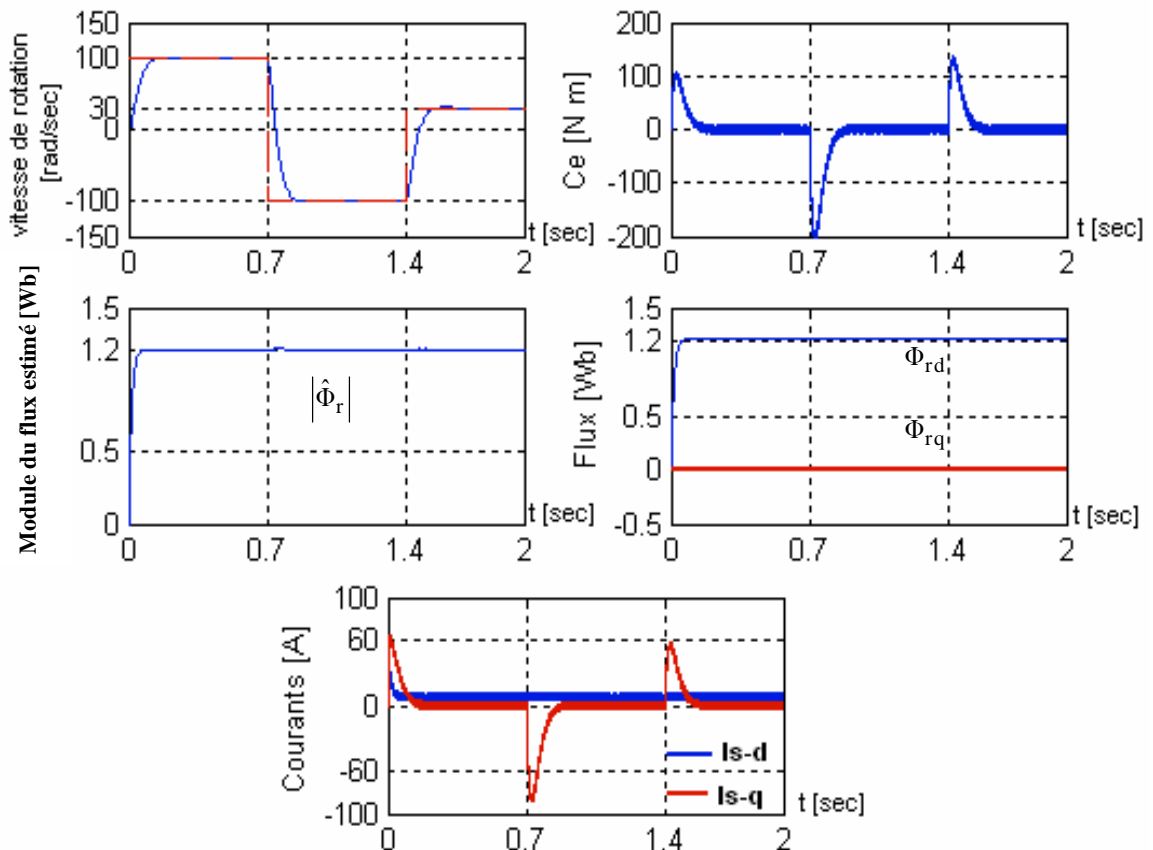 vitesse de rotation
[rad/sec]
150
100
30
0
-100
-150
0
0.7
1.4
2
t [sec]
Ce [N m]
200
100
0
-100
-200
0
0.7
1.4
2
t [sec]
Module du flux estimé [Wb]
1.5
1.2
0.5
0
|Φ̂r|
0
0.7
1.4
2
t [sec]
Flux [Wb]
1.5
1.2
0.5
0
-0.5
Φrd
Φrq
0
0.7
1.4
2
t [sec]
Courants [A]
100
60
0
-60
-100
Is-d
Is-q
0
0.7
1.4
2
t [sec]